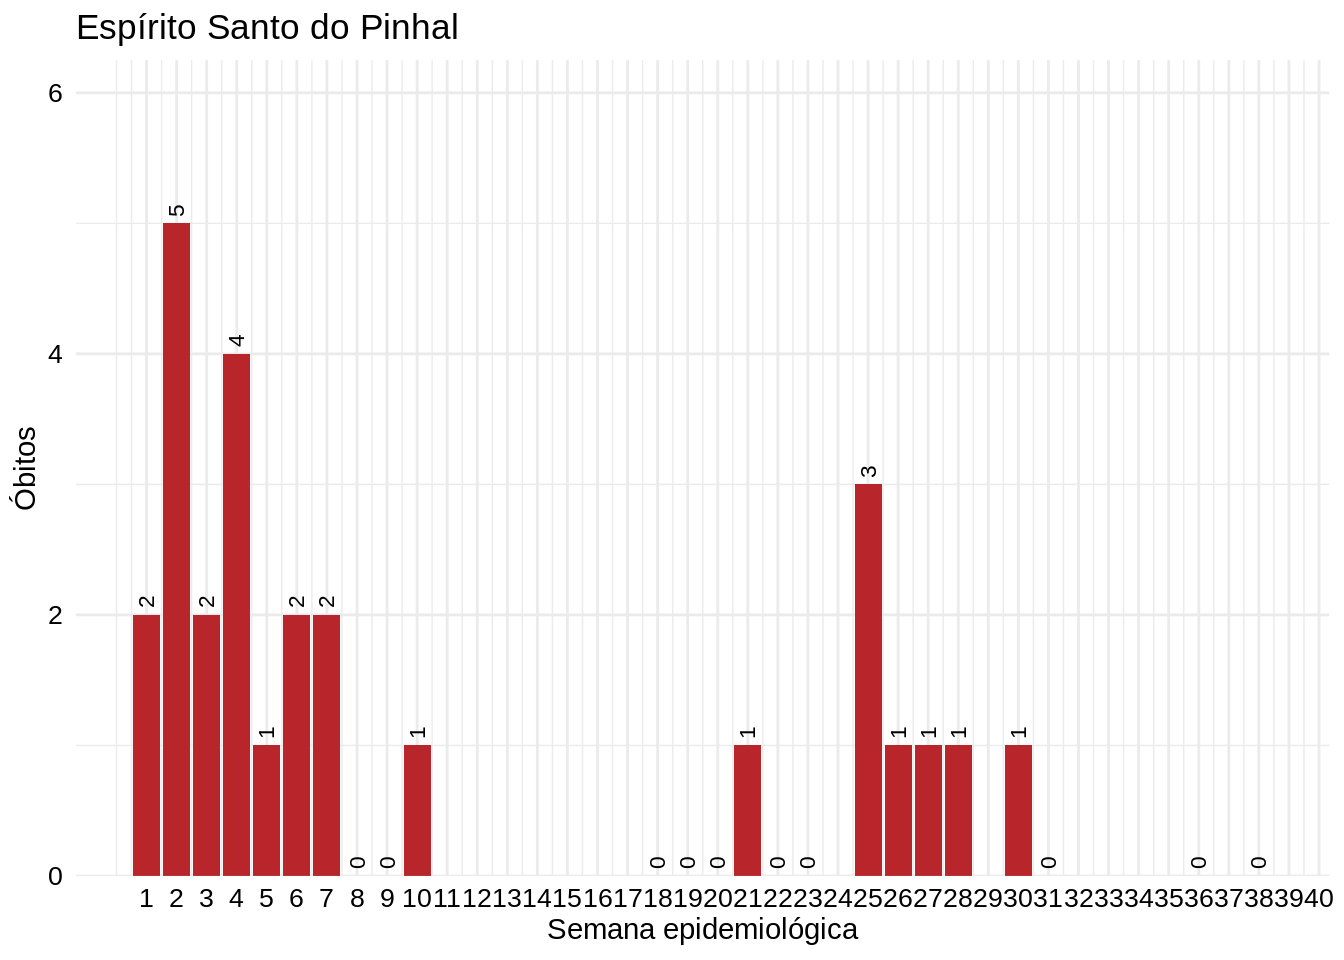 Espírito Santo do Pinhal
6
4
2
0
Óbitos
2 5 2 4 1 2 2 0 0 1 0 0 0 1 0 0 3 1 1 1 1 0 0 0
1 2 3 4 5 6 7 8 9 10 11 12 13 14 15 16 17 18 19 20 21 22 23 24 25 26 27 28 29 30 31 32 33 34 35 36 37 38 39 40
Semana epidemiológica